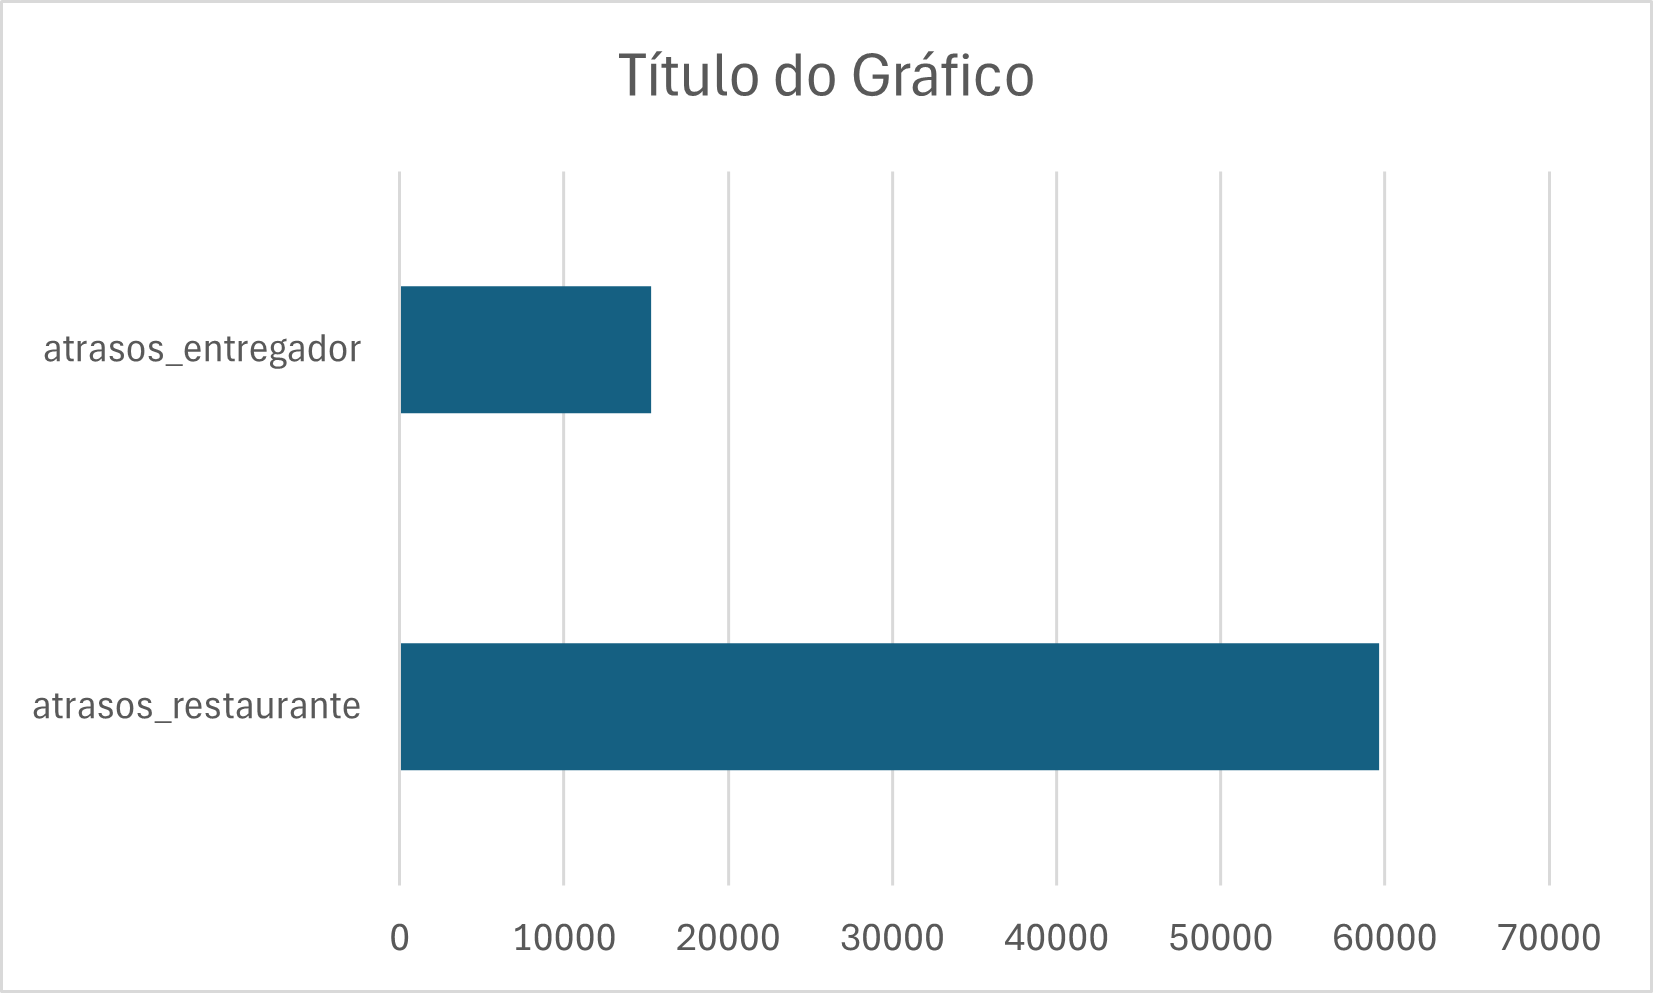 Título do Gráfico
atrasos_entregador
atrasos_restaurante
0 10000 20000 30000 40000 50000 60000 70000